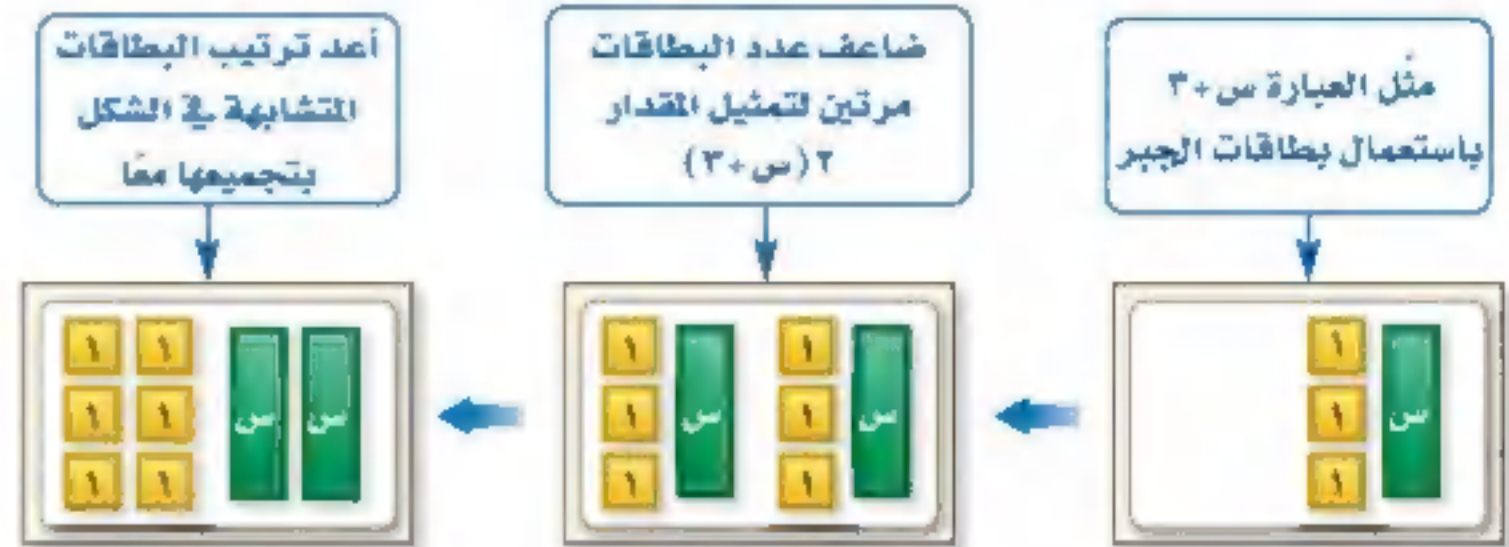 مثّل العبارة س + ٣
باستعمال بطاقات الجبر
ضاعف عدد البطاقات
مرتين لتمثيل المقدار
٢ (س + ٣)
أعد ترتيب البطاقات
المتشابهة في الشكل
بتجميعها معًا
س
١
١
١
س
١
١
١
س
١
١
١
س
س
١ ١
١ ١
١ ١